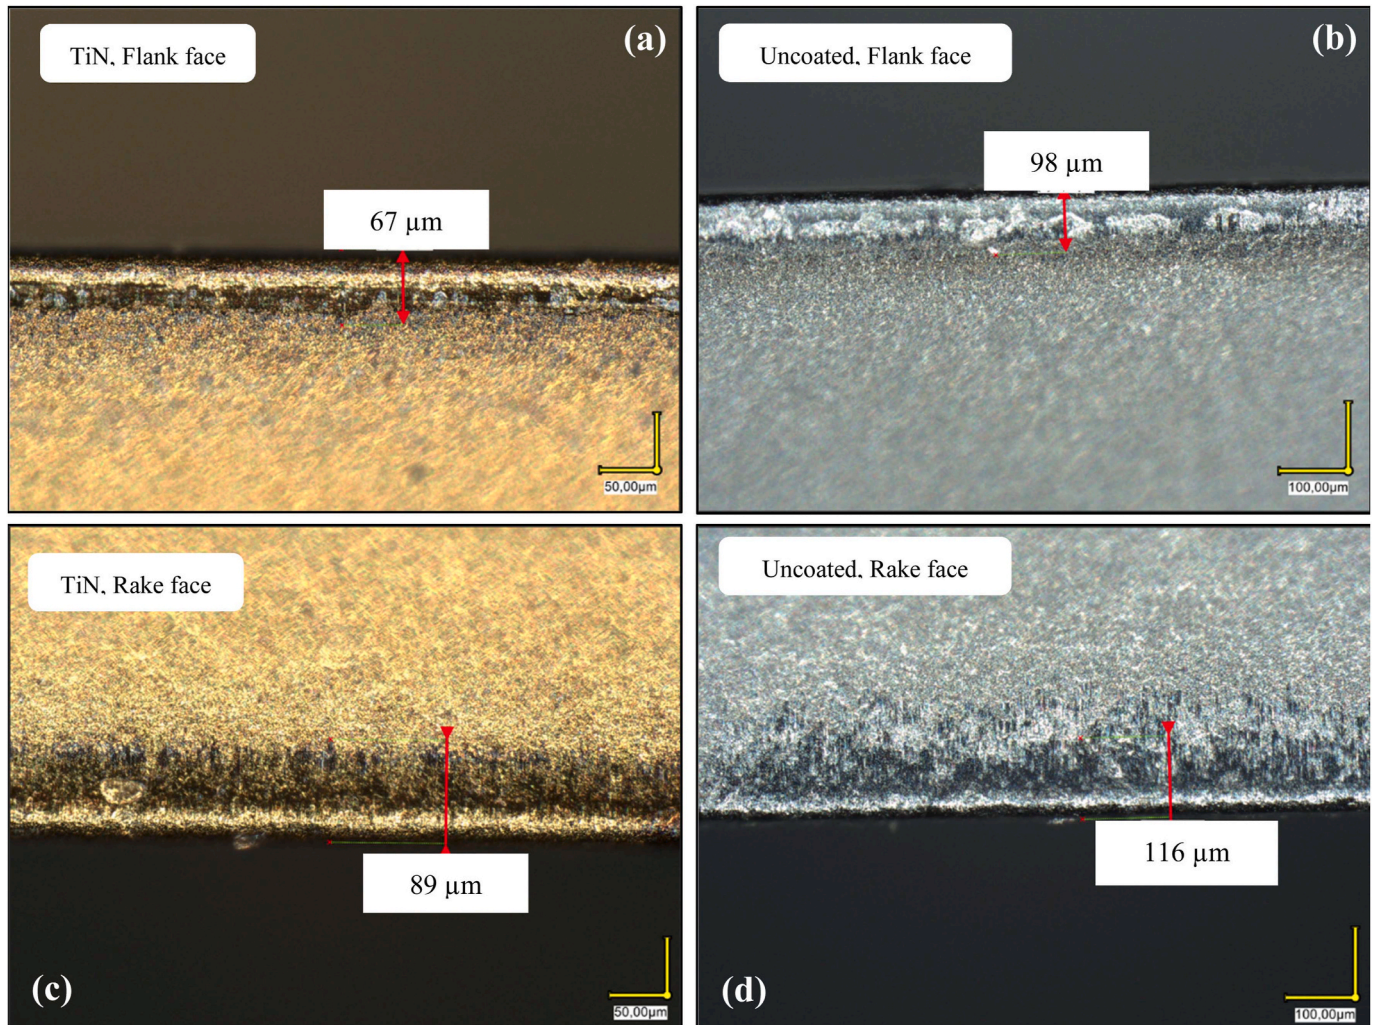 TiN, Flank face
(a)
67 µm
50,00µm
Uncoated, Flank face
(b)
98 µm
100,00µm
TiN, Rake face
89 µm
(c)
50,00µm
Uncoated, Rake face
116 µm
(d)
100,00µm